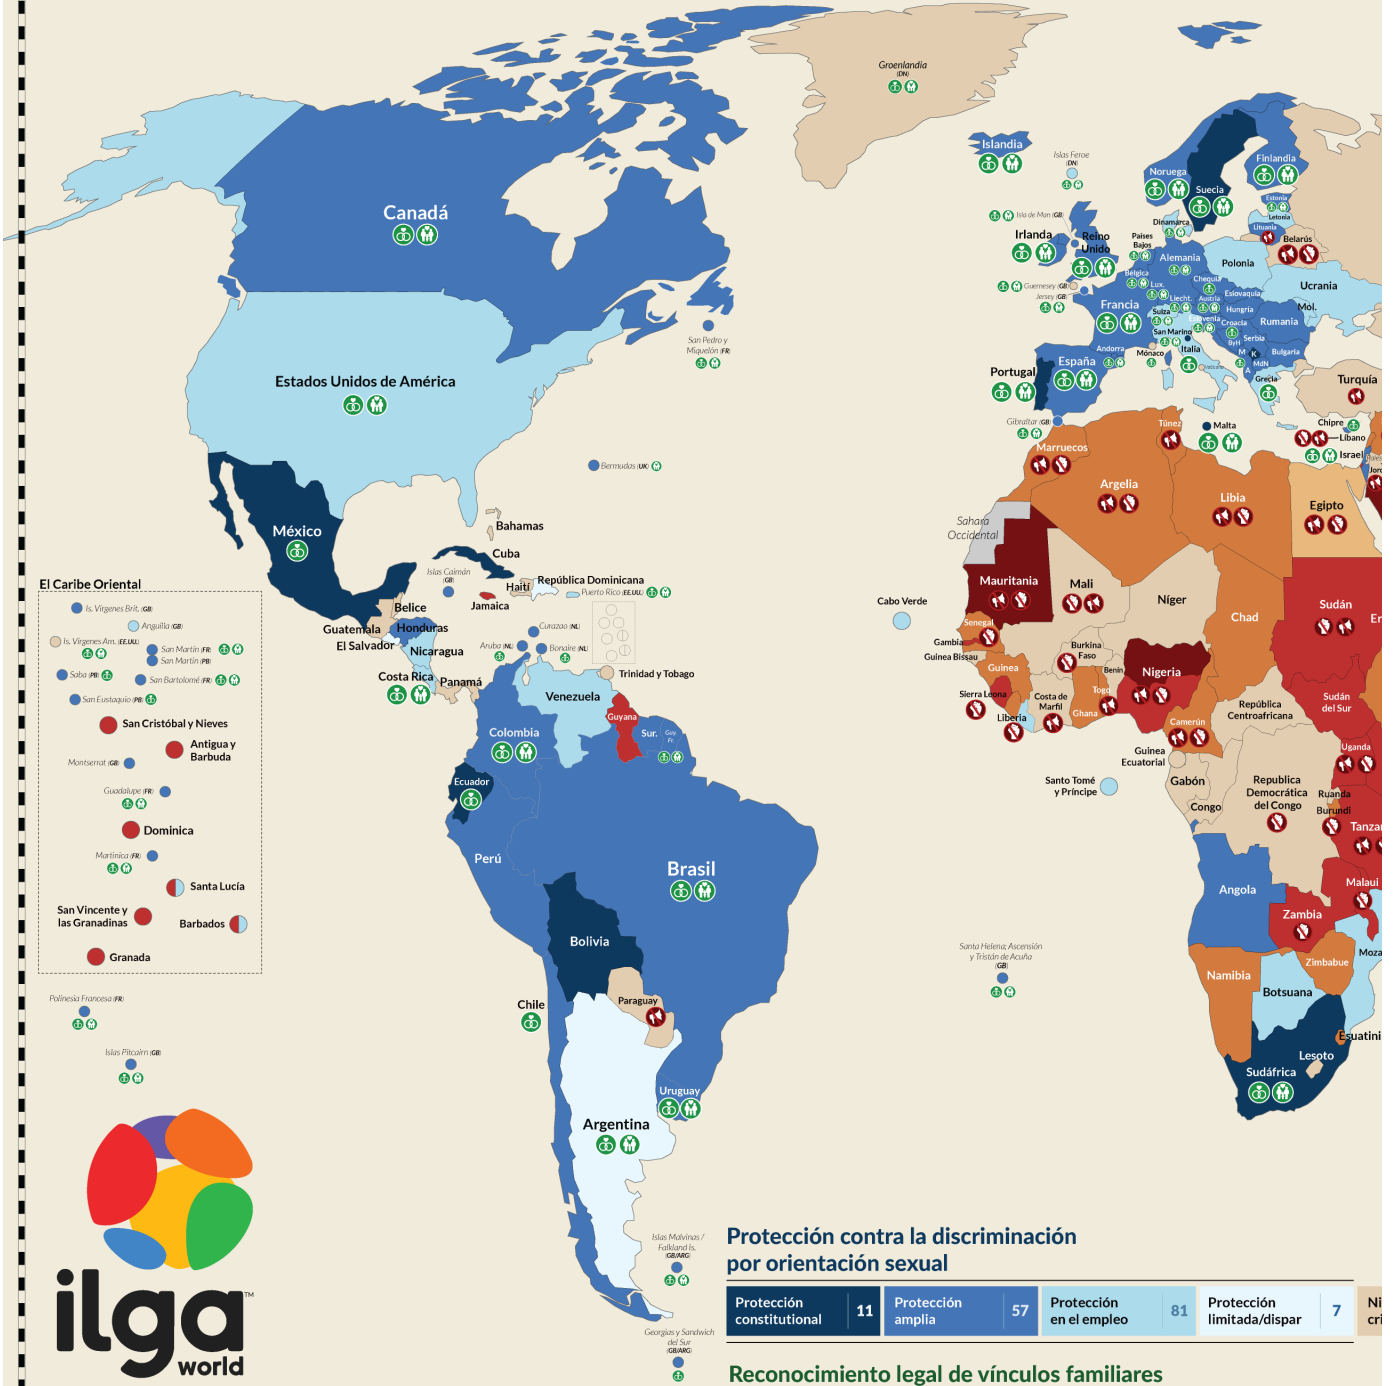 Groenlandia
(DN)
Islandia
Islas Feroe
(DN)
Noruega
Suecia
Finlandia
Estonia
Letonia
Lituania
Dinamarca
Isla de Man (GB)
Irlanda
Reino
Unido
Países
Bajos
Belarús
Alemania
Polonia
Bélgica
Chequia
Ucrania
Guernesey (GB)
Jersey (GB)
Lux.
Liecht.
Austria
Eslovaquia
Mol.
Francia
Suiza
Eslovenia
Hungría
Croacia
Rumania
San Marino
ByH
Serbia
Andorra
Mónaco
Italia
M
K
Bulgaria
España
Vaticano
A
MdN
Portugal
Grecia
Turquía
Gibraltar (GB)
Túnez
Malta
Chipre
Líbano
Israel
Canadá
San Pedro y
Miquelón (FR)
Estados Unidos de América
Bermudas (UK)
México
Bahamas
Cuba
Islas Caimán
(GB)
Haití
República Dominicana
Puerto Rico (EE.UU.)
Jamaica
Belice
Guatemala
Honduras
El Salvador
Nicaragua
Costa Rica
Panamá
Aruba (NL)
Curazao (NL)
Bonaire (NL)
Trinidad y Tobago
Venezuela
Guyana
Sur.
Guy.
Fr.
Colombia
Ecuador
Perú
Brasil
Bolivia
Paraguay
Chile
Uruguay
Argentina
Islas Malvinas /
Falkland Is.
(GB/ARG)
Georgias y Sandwich
del Sur
(GB/ARG)
El Caribe Oriental
Is. Vírgenes Brit. (GB)
Anguilla (GB)
Is. Vírgenes Am. (EE.UU.)
San Martín (FR)
San Martín (PB)
Saba (PB)
San Bartolomé (FR)
San Eustaquio (PB)
San Cristóbal y Nieves
Antigua y
Barbuda
Montserrat (GB)
Guadalupe (FR)
Dominica
Martinica (FR)
Santa Lucía
San Vincente y
las Granadinas
Barbados
Granada
Polinesia Francesa (FR)
Islas Pitcairn (GB)
Marruecos
Argelia
Libia
Egipto
Sahara
Occidental
Mauritania
Mali
Níger
Chad
Sudán
Cabo Verde
Senegal
Gambia
Guinea Bissau
Guinea
Burkina
Faso
Benín
Nigeria
Sierra Leona
Costa de
Marfil
Togo
Ghana
Liberia
Camerún
República
Centroafricana
Sudán
del Sur
Guinea
Ecuatorial
Uganda
Santo Tomé
y Príncipe
Gabón
Congo
Republica
Democrática
del Congo
Ruanda
Burundi
Tanzan
Angola
Malaui
Zambia
Santa Helena; Ascensión
y Tristán de Acuña
(GB)
Zimbabue
Moza
Namibia
Botsuana
Esuatini
Lesoto
Sudáfrica
ilga™
world
Protección contra la discriminación
por orientación sexual
Protección
constitucional 11
Protección
amplia 57
Protección
en el empleo 81
Protección
limitada/dispar 7
Ni
cri
Reconocimiento legal de vínculos familiares